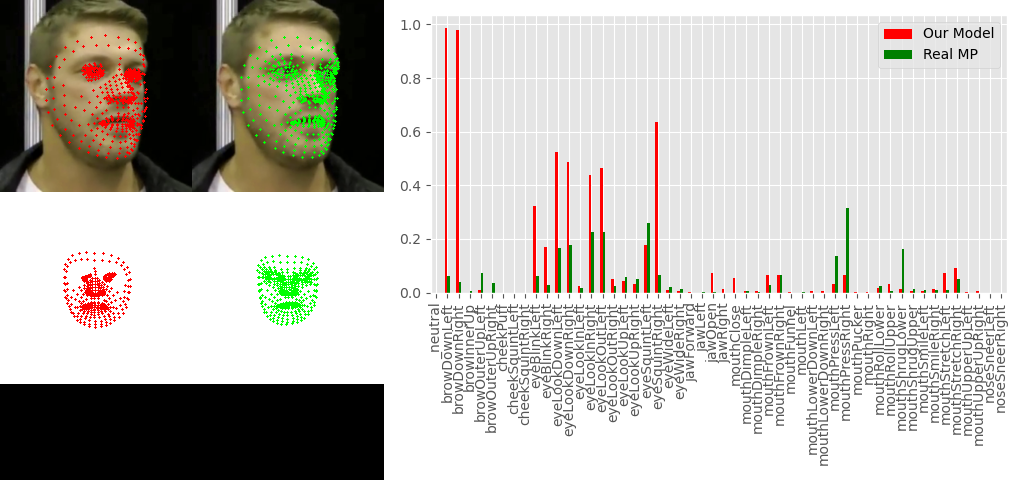 1.0
0.8
0.6
0.4
0.2
0.0
Our Model
Real MP
neutral
browDownLeft
browDownRight
browInnerUp
browOuterUpLeft
browOuterUpRight
cheekPuff
cheekSquintLeft
cheekSquintRight
eyeBlinkLeft
eyeBlinkRight
eyeLookDownLeft
eyeLookDownRight
eyeLookInLeft
eyeLookInRight
eyeLookOutLeft
eyeLookOutRight
eyeLookUpLeft
eyeLookUpRight
eyeSquintLeft
eyeSquintRight
eyeWideLeft
eyeWideRight
jawForward
jawLeft
jawOpen
jawRight
mouthClose
mouthDimpleLeft
mouthDimpleRight
mouthFrownLeft
mouthFrownRight
mouthFunnel
mouthLeft
mouthLowerDownLeft
mouthLowerDownRight
mouthPressLeft
mouthPressRight
mouthPucker
mouthRight
mouthRollLower
mouthRollUpper
mouthShrugLower
mouthShrugUpper
mouthSmileLeft
mouthSmileRight
mouthStretchLeft
mouthStretchRight
mouthUpperUpLeft
mouthUpperUpRight
noseSneerLeft
noseSneerRight